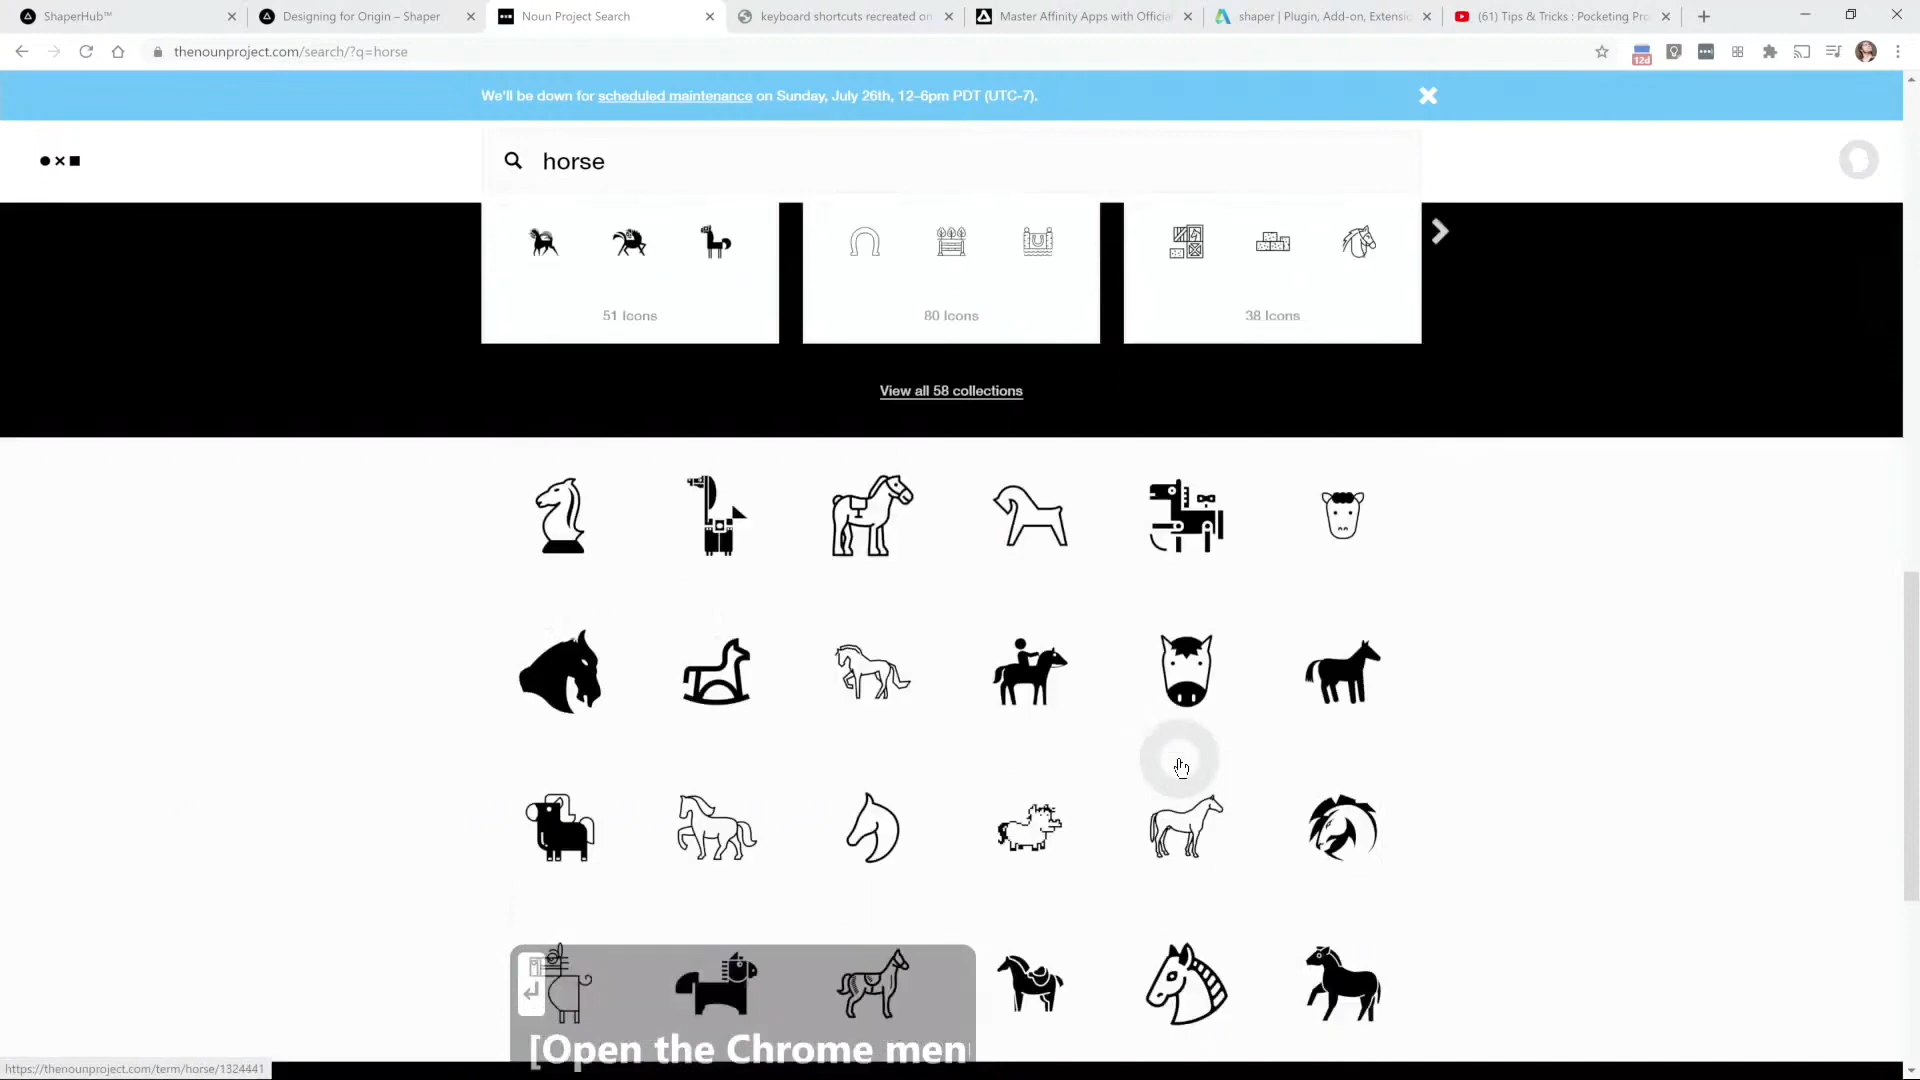 ShaperHub™
Designing for Origin – Shaper
Noun Project Search
keyboard shortcuts recreated on
Master Affinity Apps with Officia
shaper | Plugin, Add-on, Extensio
(61) Tips & Tricks : Pocketing Pro
thenounproject.com/search/?q=horse
12d
We'll be down for scheduled maintenance on Sunday, July 26th, 12–6pm PDT (UTC-7).
horse
51 Icons
80 Icons
38 Icons
View all 58 collections
[Open the Chrome men
https://thenounproject.com/term/horse/1324441